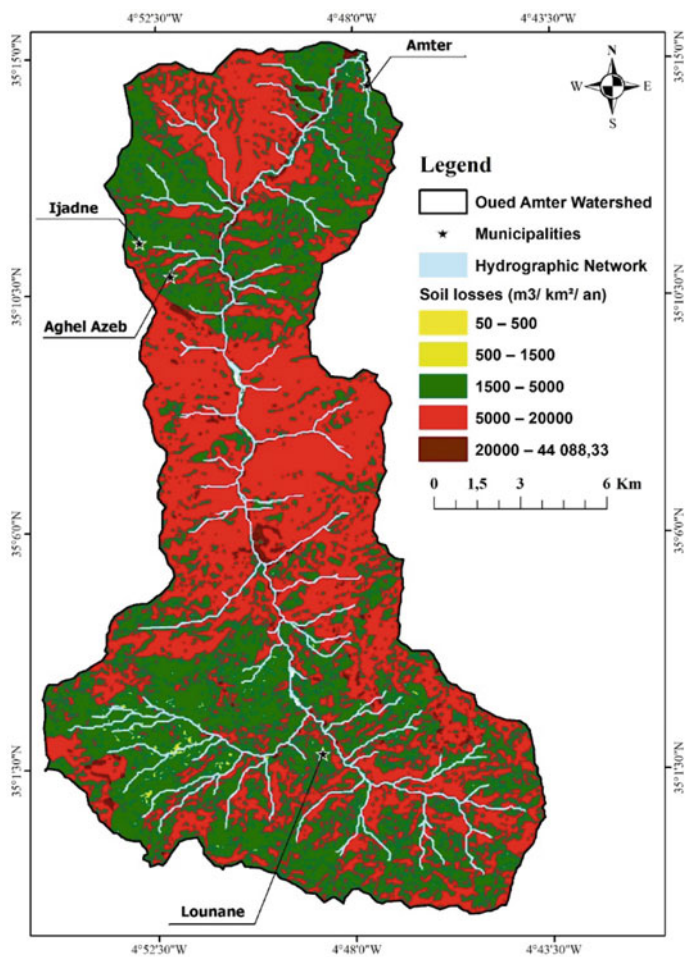 4°52'30"W 4°48'0"W 4°43'30"W
35°15'0"N 35°15'0"N
Amter
N
W E
S
Legend
Oued Amter Watershed
Ijadne
Municipalities
Hydrographic Network
Soil losses (m3/ km²/ an)
35°10'30"N 35°10'30"N
50 – 500
Aghel Azeb
500 – 1500
1500 – 5000
5000 – 20000
20000 – 44 088,33
0 1,5 3 6 Km
35°6'0"N 35°6'0"N
35°1'30"N 35°1'30"N
Lounane
4°52'30"W 4°48'0"W 4°43'30"W